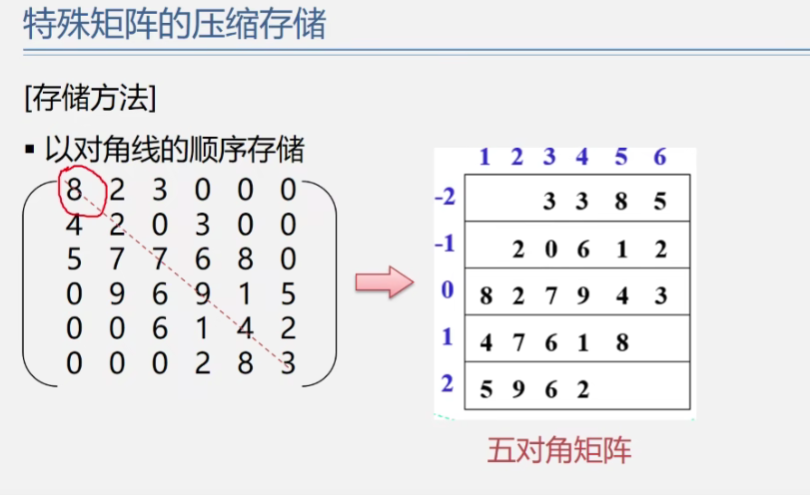 特殊矩阵的压缩存储
[存储方法]
▪ 以对角线的顺序存储
8 2 3 0 0 0
4 2 0 3 0 0
5 7 7 6 8 0
0 9 6 9 1 5
0 0 6 1 4 2
0 0 0 2 8 3
1 2 3 4 5 6
-2 3 3 8 5
-1 2 0 6 1 2
0 8 2 7 9 4 3
1 4 7 6 1 8
2 5 9 6 2
五对角矩阵